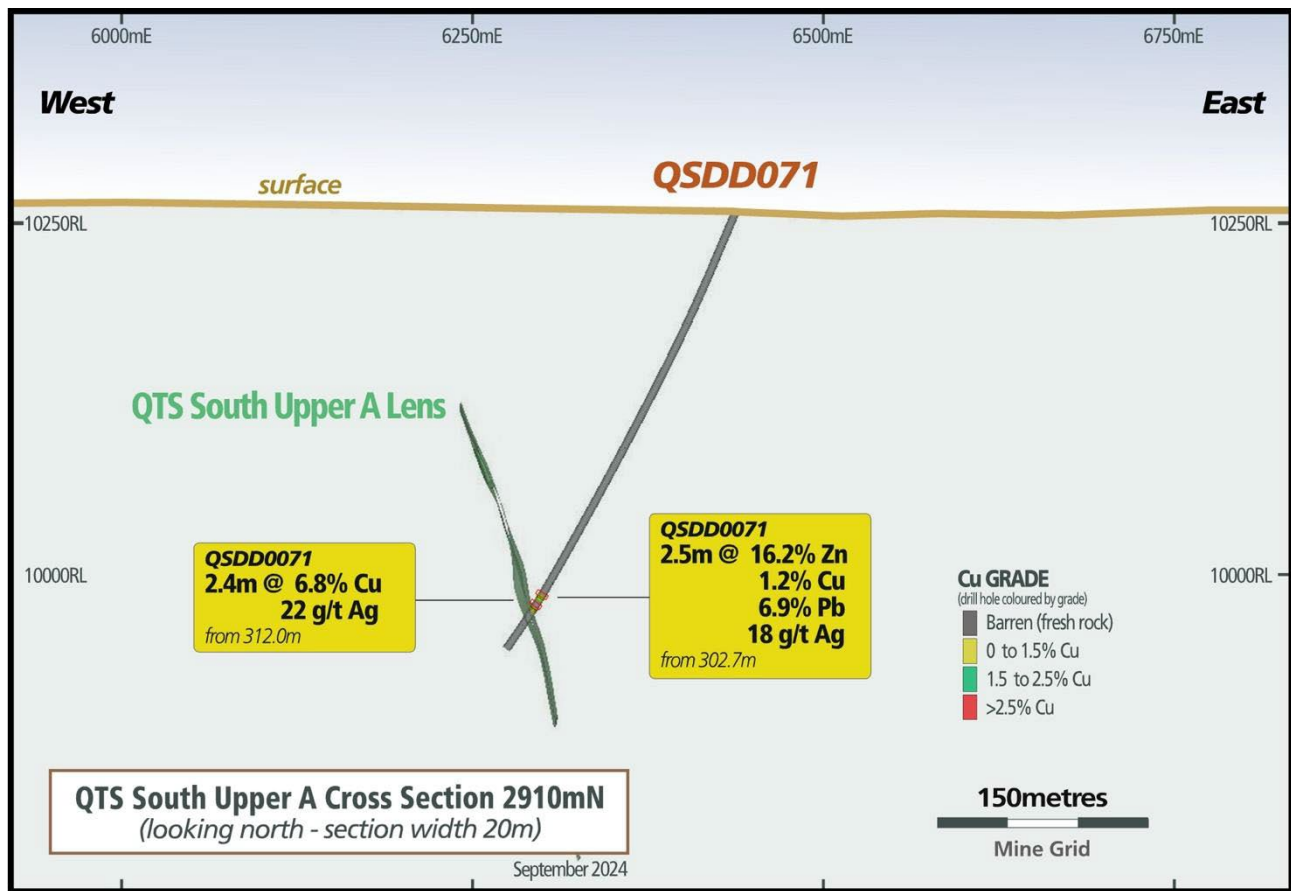 6000mE
6250mE
6500mE
6750mE
West
East
QSDD071
surface
10250RL
10250RL
QTS South Upper A Lens
QSDD0071
2.4m @ 6.8% Cu
22 g/t Ag
from 312.0m
QSDD0071
2.5m @ 16.2% Zn
1.2% Cu
6.9% Pb
18 g/t Ag
from 302.7m
10000RL
10000RL
Cu GRADE
(drill hole coloured by grade)
Barren (fresh rock)
0 to 1.5% Cu
1.5 to 2.5% Cu
>2.5% Cu
QTS South Upper A Cross Section 2910mN
(looking north - section width 20m)
September 2024
150metres
Mine Grid